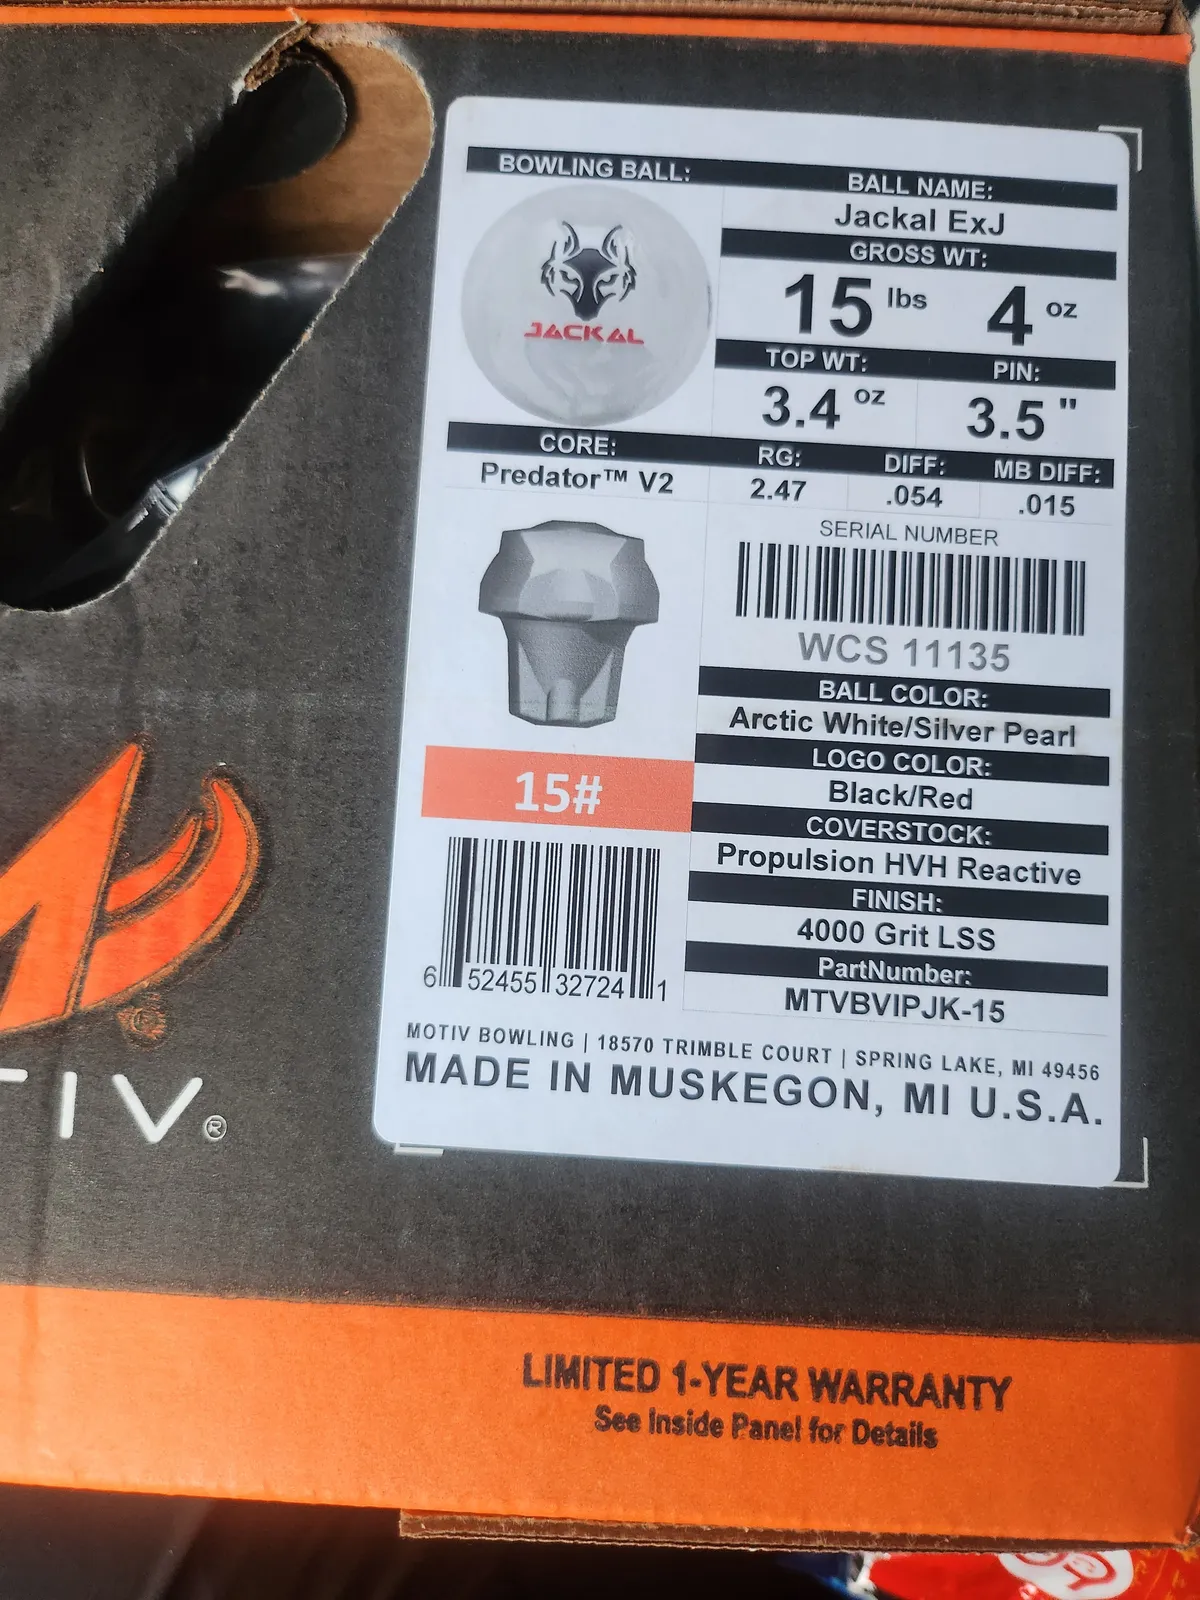 BOWLING BALL:
JACKAL
BALL NAME:
Jackal ExJ
GROSS WT:
15 lbs 4 oz
TOP WT: PIN:
3.4 oz 3.5 "
CORE: RG: DIFF: MB DIFF:
Predator™ V2 2.47 .054 .015
SERIAL NUMBER
WCS 11135
BALL COLOR:
Arctic White/Silver Pearl
LOGO COLOR:
Black/Red
15#
COVERSTOCK:
Propulsion HVH Reactive
FINISH:
4000 Grit LSS
PartNumber:
MTVBVIPJK-15
6 52455 32724 1
MOTIV BOWLING | 18570 TRIMBLE COURT | SPRING LAKE, MI 49456
MADE IN MUSKEGON, MI U.S.A.
®
TIV®
LIMITED 1-YEAR WARRANTY
See Inside Panel for Details